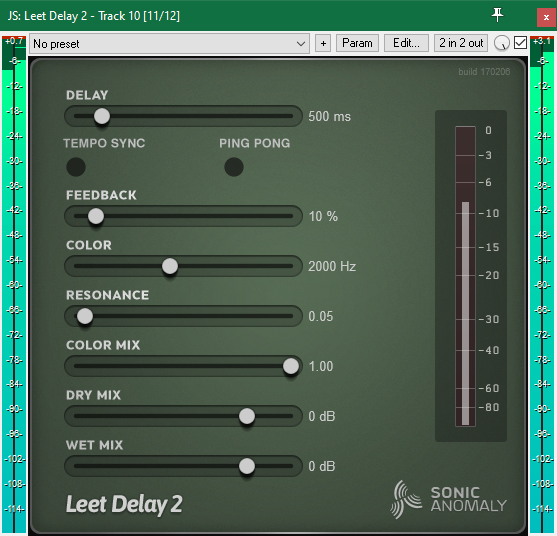 JS: Leet Delay 2 - Track 10 [11/12]
x
+0.7 No preset + Param Edit... 2 in 2 out +3.1
build 170206
DELAY
500 ms
TEMPO SYNC PING PONG
FEEDBACK
10 %
COLOR
2000 Hz
RESONANCE
0.05
COLOR MIX
1.00
DRY MIX
0 dB
WET MIX
0 dB
0
-3
-6
-10
-15
-20
-30
-40
-60
-80
Leet Delay 2
SONIC
ANOMALY
-6-
-12-
-18-
-24-
-30-
-36-
-42-
-48-
-54-
-60-
-66-
-72-
-78-
-84-
-90-
-96-
-102-
-108-
-114-
-6-
-12-
-18-
-24-
-30-
-36-
-42-
-48-
-54-
-60-
-66-
-72-
-78-
-84-
-90-
-96-
-102-
-108-
-114-